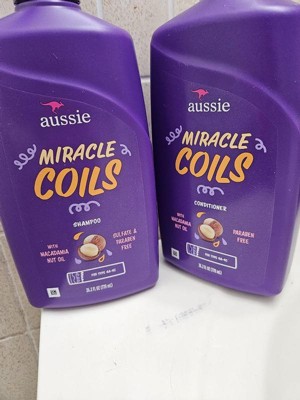 aussie
MIRACLE
COILS
SHAMPOO
WITH
MACADAMIA
NUT OIL
SULFATE &
PARABEN
FREE
aussie
MIRACLE
COILS
CONDITIONER
WITH
MACADAMIA
NUT OIL
PARABEN
FREE